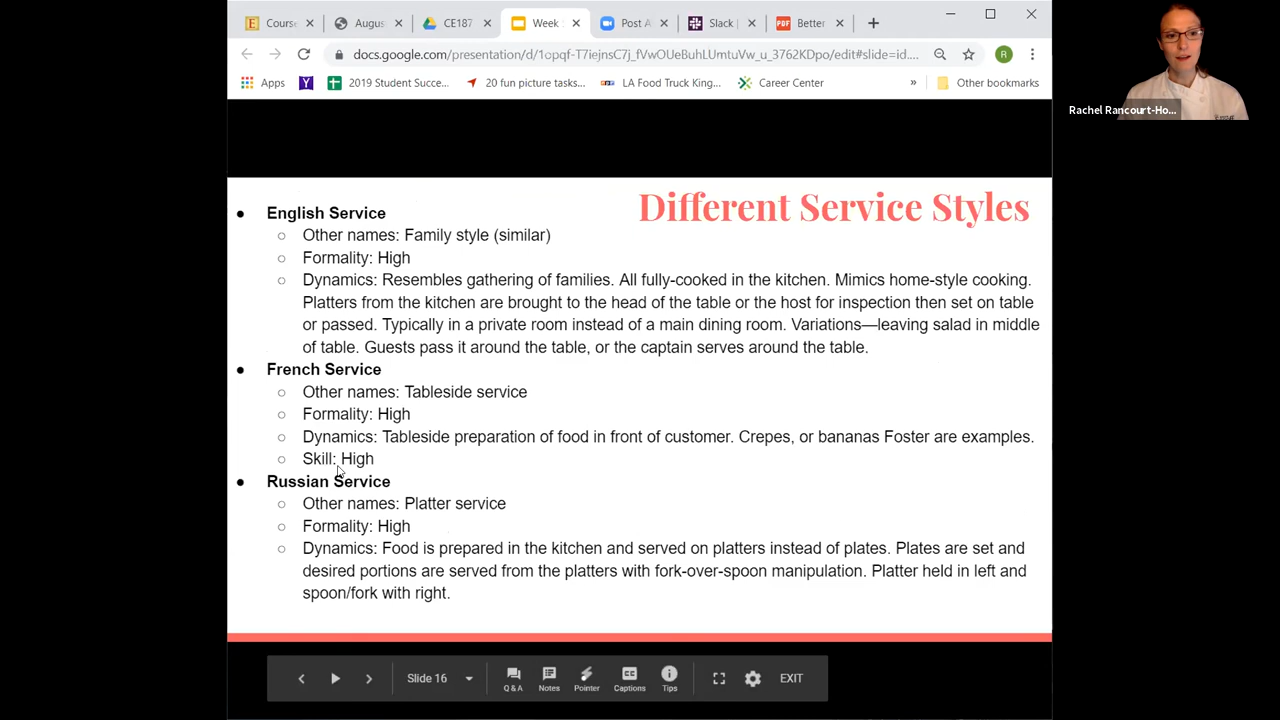 Course
Augus
CE187
Week
Post A
Slack
Better
docs.google.com/presentation/d/1opqf-T7iejnsC7j_fVwOUeBuhLUmtuVw_u_3762KDpo/edit#slide=id....
R
Apps
2019 Student Succe...
20 fun picture tasks...
LA Food Truck King...
Career Center
»
Other bookmarks
Rachel Rancourt-Ho...
Different Service Styles
● English Service
○ Other names: Family style (similar)
○ Formality: High
○ Dynamics: Resembles gathering of families. All fully-cooked in the kitchen. Mimics home-style cooking.
Platters from the kitchen are brought to the head of the table or the host for inspection then set on table
or passed. Typically in a private room instead of a main dining room. Variations—leaving salad in middle
of table. Guests pass it around the table, or the captain serves around the table.
● French Service
○ Other names: Tableside service
○ Formality: High
○ Dynamics: Tableside preparation of food in front of customer. Crepes, or bananas Foster are examples.
○ Skill: High
● Russian Service
○ Other names: Platter service
○ Formality: High
○ Dynamics: Food is prepared in the kitchen and served on platters instead of plates. Plates are set and
desired portions are served from the platters with fork-over-spoon manipulation. Platter held in left and
spoon/fork with right.
Slide 16
Q & A
Notes
Pointer
Captions
Tips
EXIT